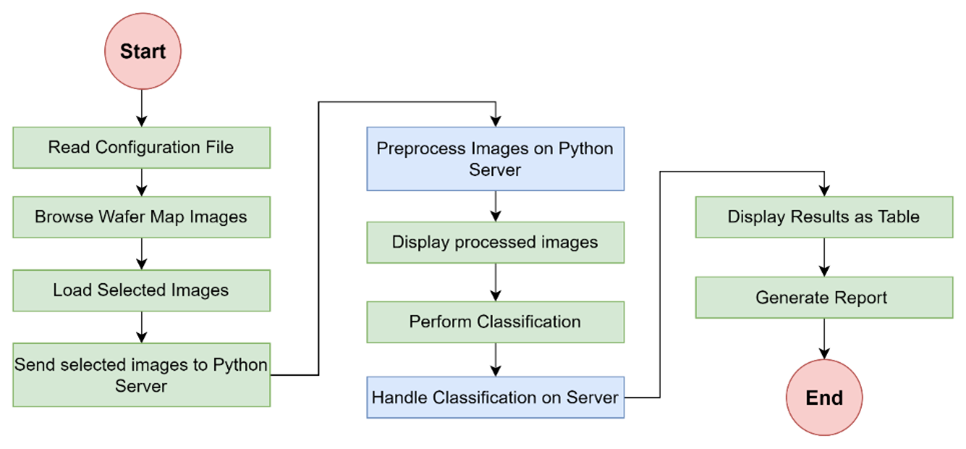 Start
Read Configuration File
Browse Wafer Map Images
Load Selected Images
Send selected images to Python
Server
Preprocess Images on Python
Server
Display processed images
Perform Classification
Handle Classification on Server
Display Results as Table
Generate Report
End